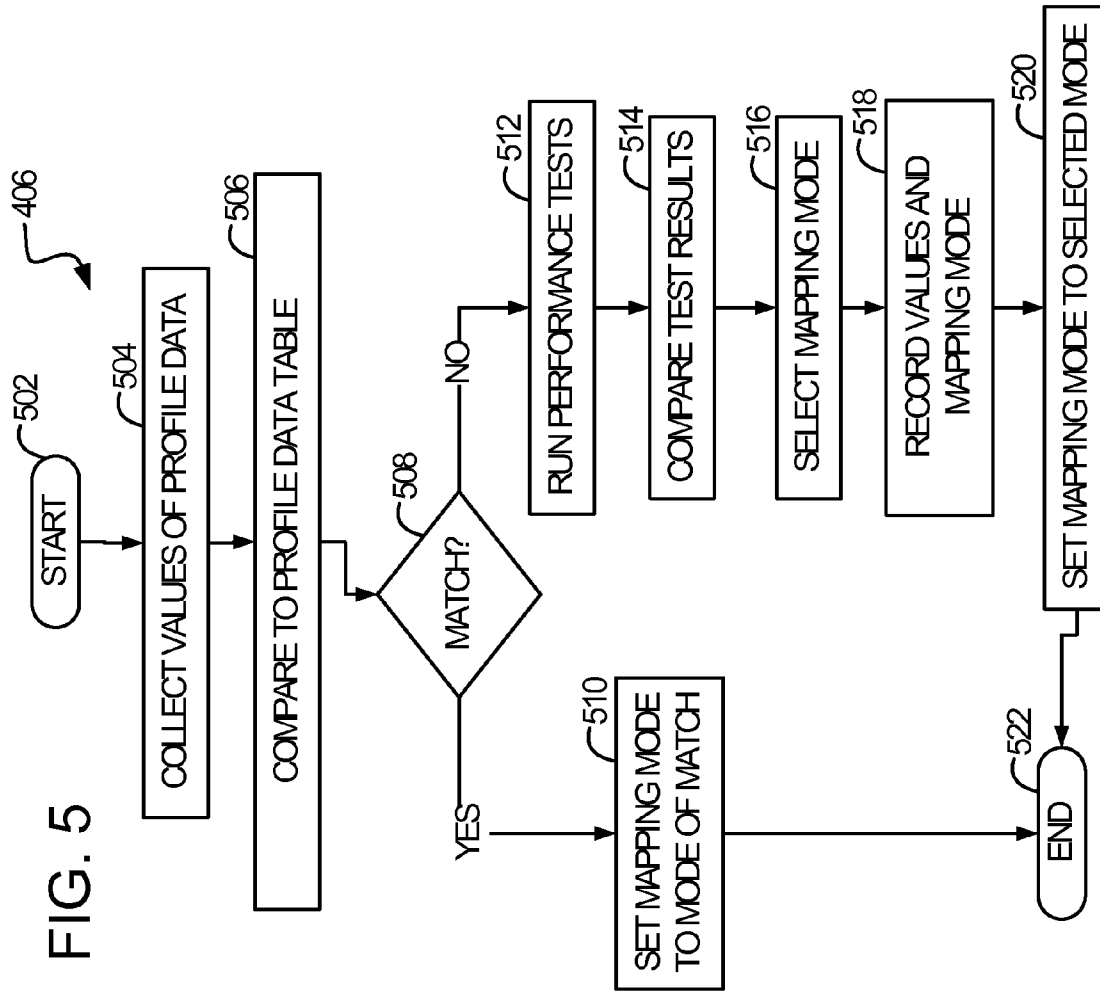 FIG. 5
406
502
START
504
COLLECT VALUES OF PROFILE DATA
506
COMPARE TO PROFILE DATA TABLE
508
MATCH?
YES
NO
510
SET MAPPING MODE
TO MODE OF MATCH
512
RUN PERFORMANCE TESTS
514
COMPARE TEST RESULTS
516
SELECT MAPPING MODE
518
RECORD VALUES AND
MAPPING MODE
520
SET MAPPING MODE TO SELECTED MODE
522
END